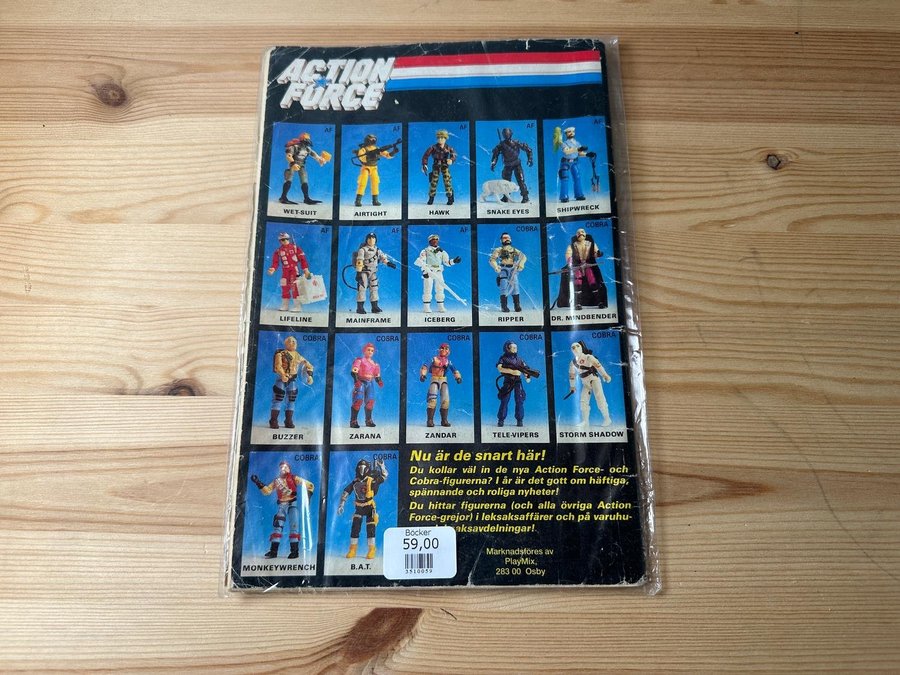 ACTION
FORCE
AF
AF
AF
AF
AF
WET-SUIT
AIRTIGHT
HAWK
SNAKE EYES
SHIPWRECK
AF
AF
AF
COBRA
COBRA
LIFELINE
MAINFRAME
ICEBERG
RIPPER
DR. MINDBENDER
COBRA
COBRA
COBRA
COBRA
COBRA
BUZZER
ZARANA
ZANDAR
TELE-VIPERS
STORM SHADOW
COBRA
COBRA
MONKEYWRENCH
B.A.T.
Nu är de snart här!
Du kollar väl in de nya Action Force- och
Cobra-figurerna? I år är det gott om häftiga,
spännande och roliga nyheter!
Du hittar figurerna (och alla övriga Action
Force-grejor) i leksaksaffärer och på varuhu-
aksavdelningar!
Marknadsföres av
PlayMix,
283 00 Osby
Böcker
59,00
3510059